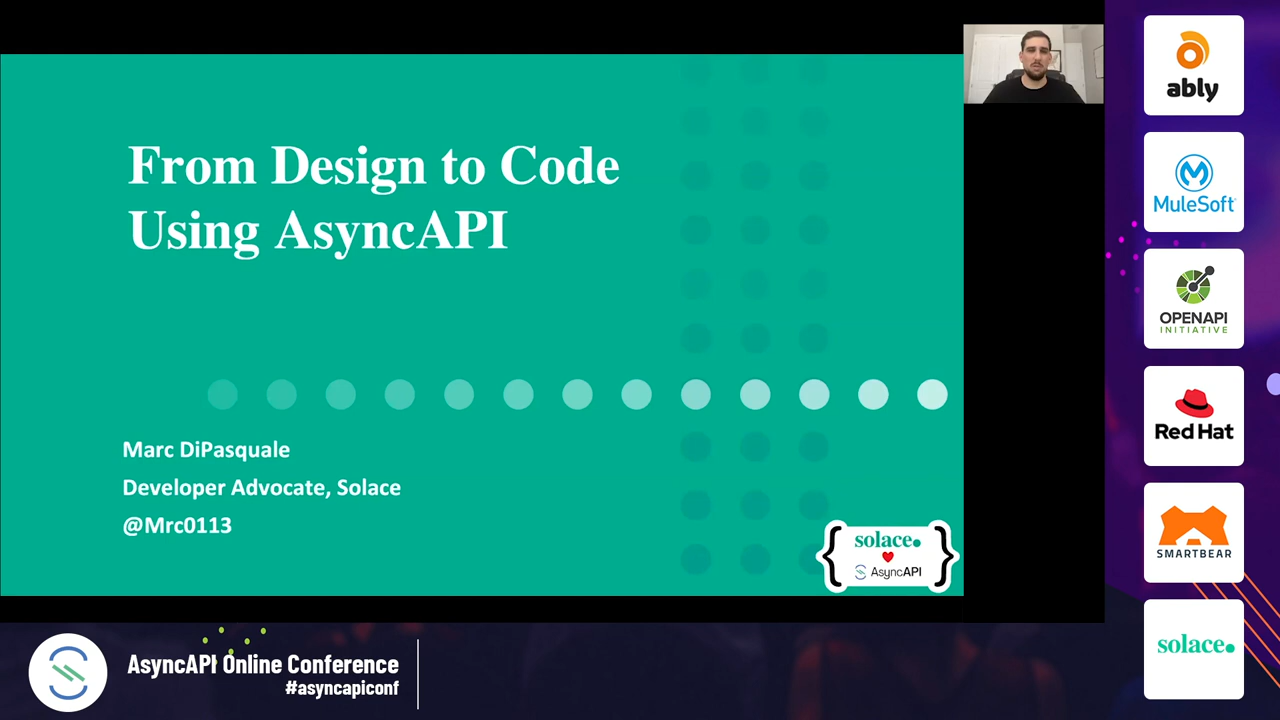 From Design to Code
Using AsyncAPI
Marc DiPasquale
Developer Advocate, Solace
@Mrc0113
solace.
AsyncAPI
AsyncAPI Online Conference
#asyncapiconf
ably
MuleSoft
OPENAPI
INITIATIVE
Red Hat
SMARTBEAR
solace.